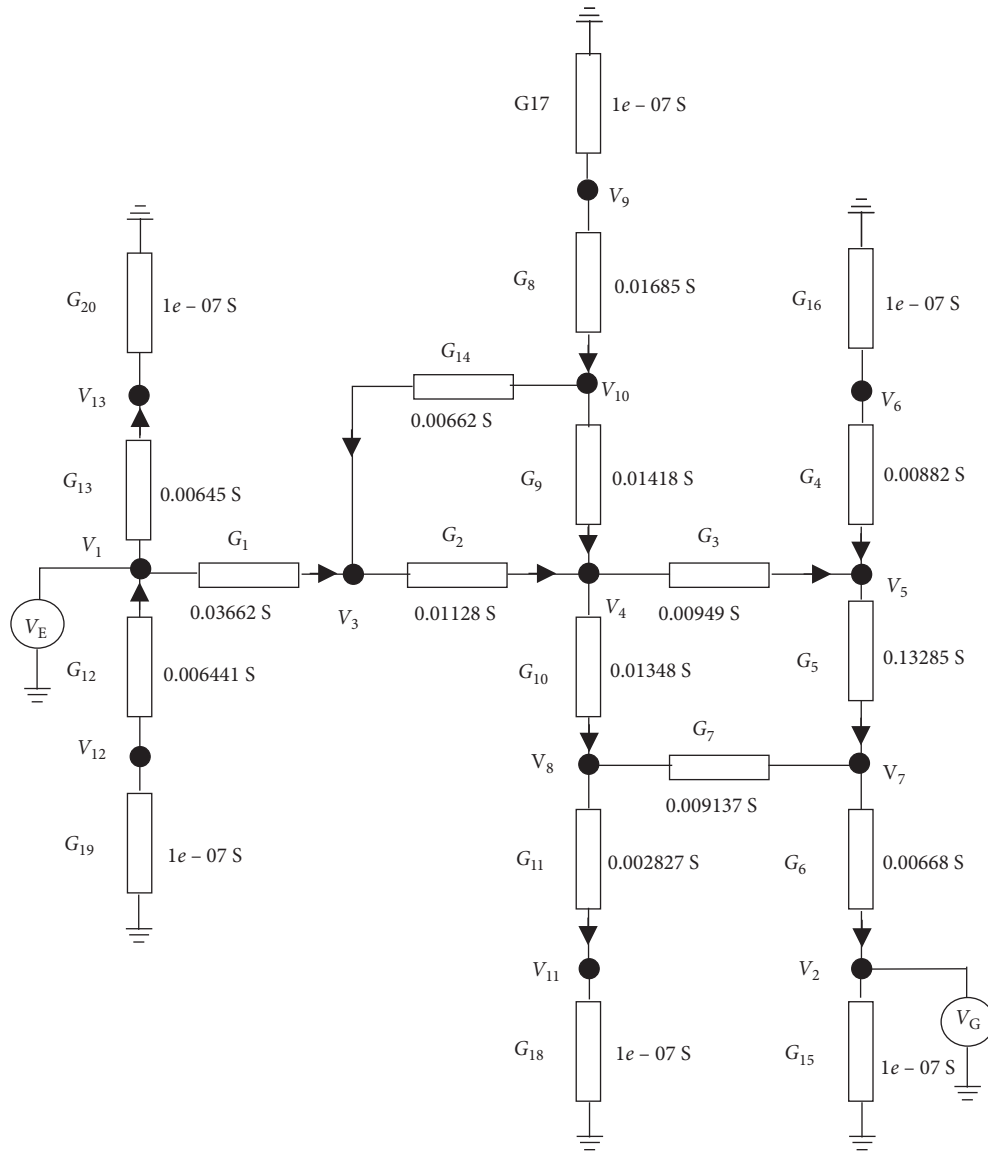 G17
1e – 07 S
V9
G8
0.01685 S
G20
1e – 07 S
G16
1e – 07 S
G14
V10
0.00662 S
V13
V6
G13
0.00645 S
G9
0.01418 S
G4
0.00882 S
V1
G1
G2
G3
V3
V4
V5
0.03662 S
0.01128 S
0.00949 S
VE
G12
0.006441 S
G10
0.01348 S
G5
0.13285 S
V12
G7
V8
V7
0.009137 S
G19
1e – 07 S
G11
0.002827 S
G6
0.00668 S
V11
V2
VG
G18
1e – 07 S
G15
1e – 07 S